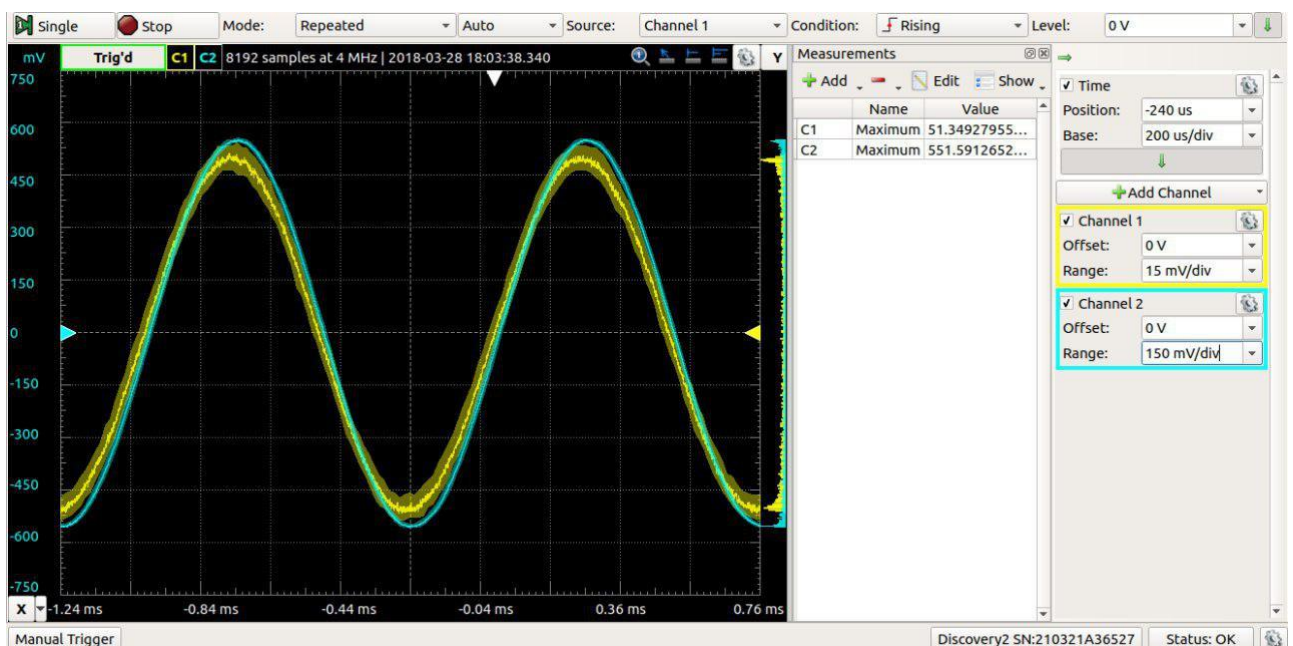 Single Stop Mode: Repeated Auto Source: Channel 1 Condition: Rising Level: 0 V
mV Trig'd C1 C2 8192 samples at 4 MHz | 2018-03-28 18:03:38.340 Y
750
600
450
300
150
0
-150
-300
-450
-600
-750
X -1.24 ms -0.84 ms -0.44 ms -0.04 ms 0.36 ms 0.76 ms
Measurements
Add Edit Show
Name Value
C1 Maximum 51.34927955...
C2 Maximum 551.5912652...
Time
Position: -240 us
Base: 200 us/div
Add Channel
Channel 1
Offset: 0 V
Range: 15 mV/div
Channel 2
Offset: 0 V
Range: 150 mV/div
Manual Trigger Discovery2 SN:210321A36527 Status: OK